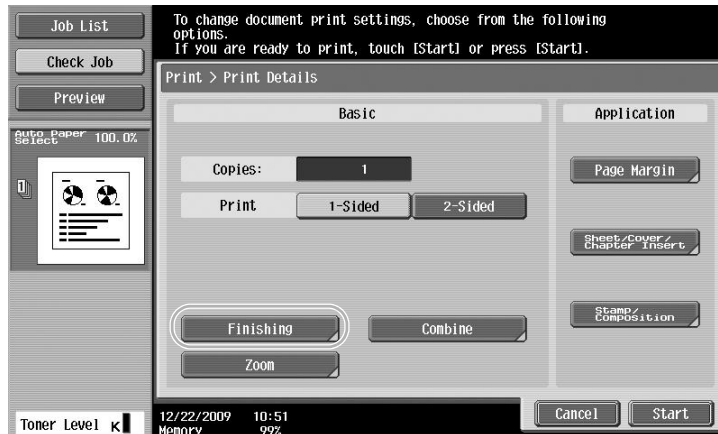 Job List
Check Job
Preview
Auto Paper Select 100.0%
1
To change document print settings, choose from the following
options.
If you are ready to print, touch [Start] or press [Start].
Print > Print Details
Basic
Application
Copies: 1
Page Margin
Print 1-Sided 2-Sided
Sheet/Cover/
Chapter Insert
Stamp/
Composition
Finishing Combine
Zoom
Toner Level K
12/22/2009 10:51
Memory 99%
Cancel Start